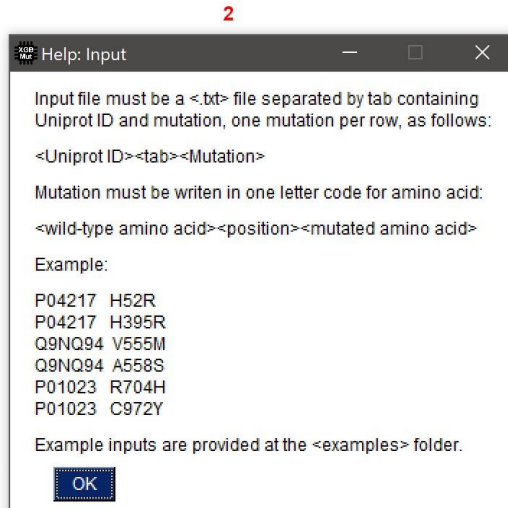 2
XGB
Mut
Help: Input
Input file must be a <.txt> file separated by tab containing
Uniprot ID and mutation, one mutation per row, as follows:
<Uniprot ID><tab><Mutation>
Mutation must be writen in one letter code for amino acid:
<wild-type amino acid><position><mutated amino acid>
Example:
P04217 H52R
P04217 H395R
Q9NQ94 V555M
Q9NQ94 A558S
P01023 R704H
P01023 C972Y
Example inputs are provided at the <examples> folder.
OK